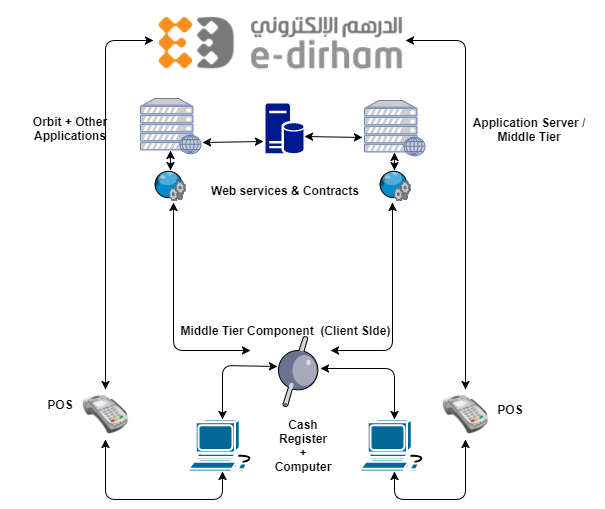 الدرهم الإلكتروني
e-dirham
Orbit + Other
Applications
Application Server /
Middle Tier
Web services & Contracts
Middle Tier Component (Client SIde)
POS
POS
Cash
Register
+
Computer